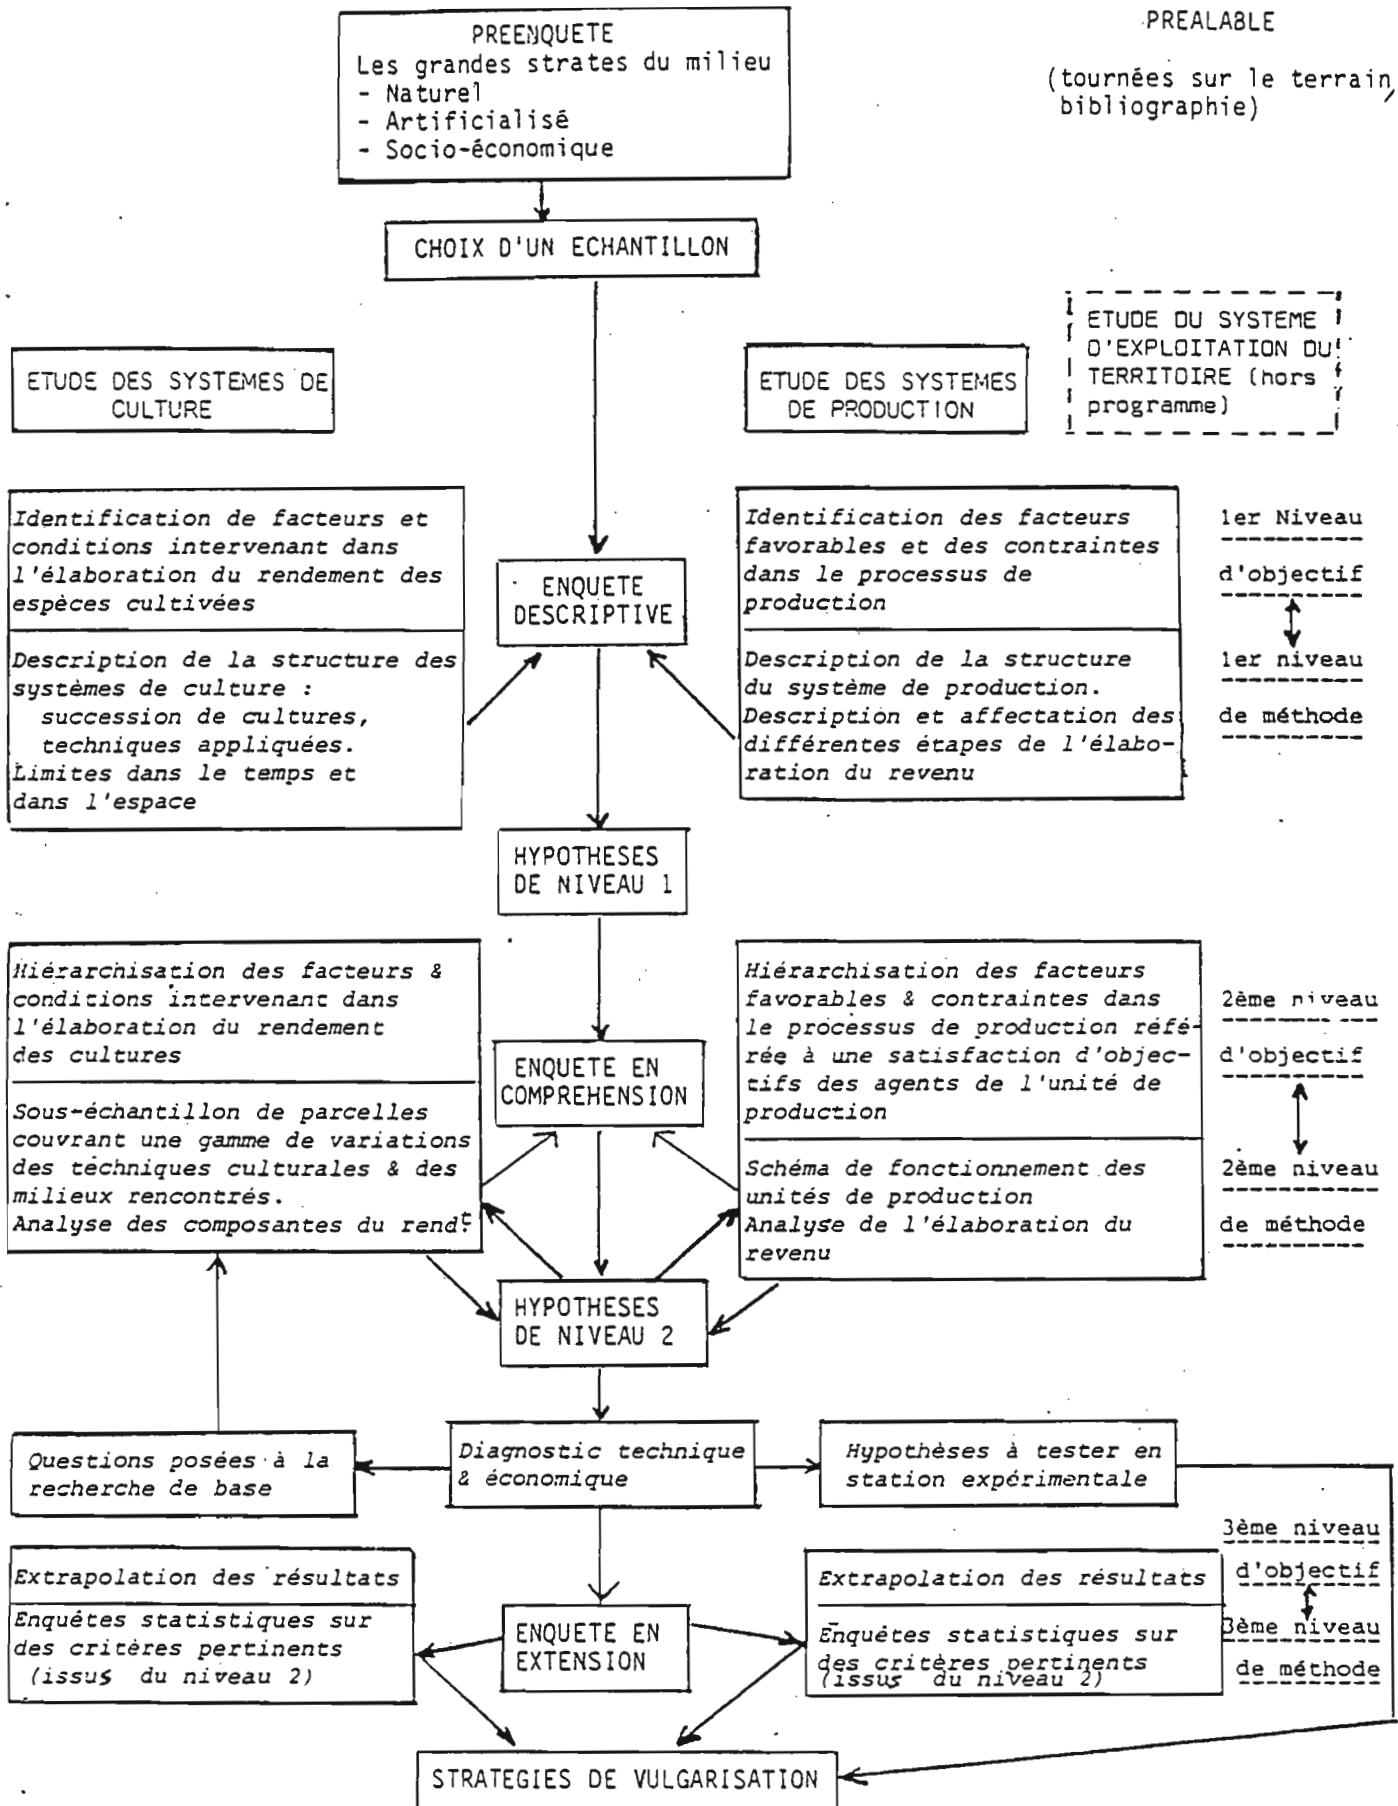 PREENQUETE
Les grandes strates du milieu
- Naturel
- Artificialisé
- Socio-économique
PREALABLE
(tournées sur le terrain,
bibliographie)
CHOIX D'UN ECHANTILLON
ETUDE DES SYSTEMES DE
CULTURE
ETUDE DES SYSTEMES
DE PRODUCTION
ETUDE DU SYSTEME
D'EXPLOITATION DU
TERRITOIRE (hors
programme)
Identification de facteurs et
conditions intervenant dans
l'élaboration du rendement des
espèces cultivées
Description de la structure des
systèmes de culture :
succession de cultures,
techniques appliquées.
Limites dans le temps et
dans l'espace
ENQUETE
DESCRIPTIVE
Identification des facteurs
favorables et des contraintes
dans le processus de
production
Description de la structure
du système de production.
Description et affectation des
différentes étapes de l'élabo-
ration du revenu
1er Niveau
d'objectif
1er niveau
de méthode
HYPOTHESES
DE NIVEAU 1
Hiérarchisation des facteurs &
conditions intervenant dans
l'élaboration du rendement
des cultures
Sous-échantillon de parcelles
couvrant une gamme de variations
des techniques culturales & des
milieux rencontrés.
Analyse des composantes du rendt.
ENQUETE EN
COMPREHENSION
Hiérarchisation des facteurs
favorables & contraintes dans
le processus de production réfé-
rée à une satisfaction d'objec-
tifs des agents de l'unité de
production
Schéma de fonctionnement des
unités de production
Analyse de l'élaboration du
revenu
2ème niveau
d'objectif
2ème niveau
de méthode
HYPOTHESES
DE NIVEAU 2
Questions posées à la
recherche de base
Diagnostic technique
& économique
Hypothèses à tester en
station expérimentale
Extrapolation des résultats
Enquêtes statistiques sur
des critères pertinents
(issus du niveau 2)
ENQUETE EN
EXTENSION
Extrapolation des résultats
Enquêtes statistiques sur
des critères pertinents
(issus du niveau 2)
3ème niveau
d'objectif
3ème niveau
de méthode
STRATEGIES DE VULGARISATION